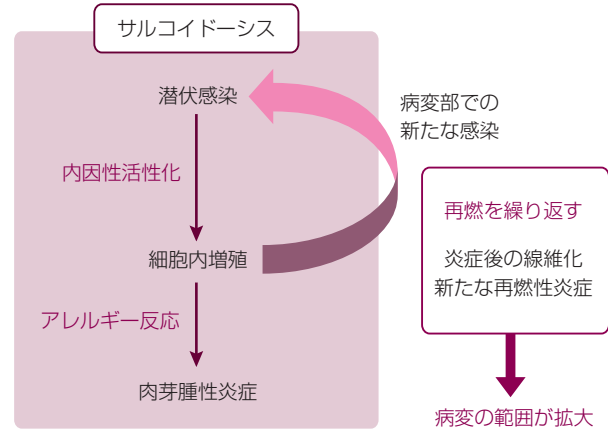 サルコイドーシス
潜伏感染
内因性活性化
細胞内増殖
アレルギー反応
肉芽腫性炎症
病変部での
新たな感染
再燃を繰り返す
炎症後の線維化
新たな再燃性炎症
病変の範囲が拡大